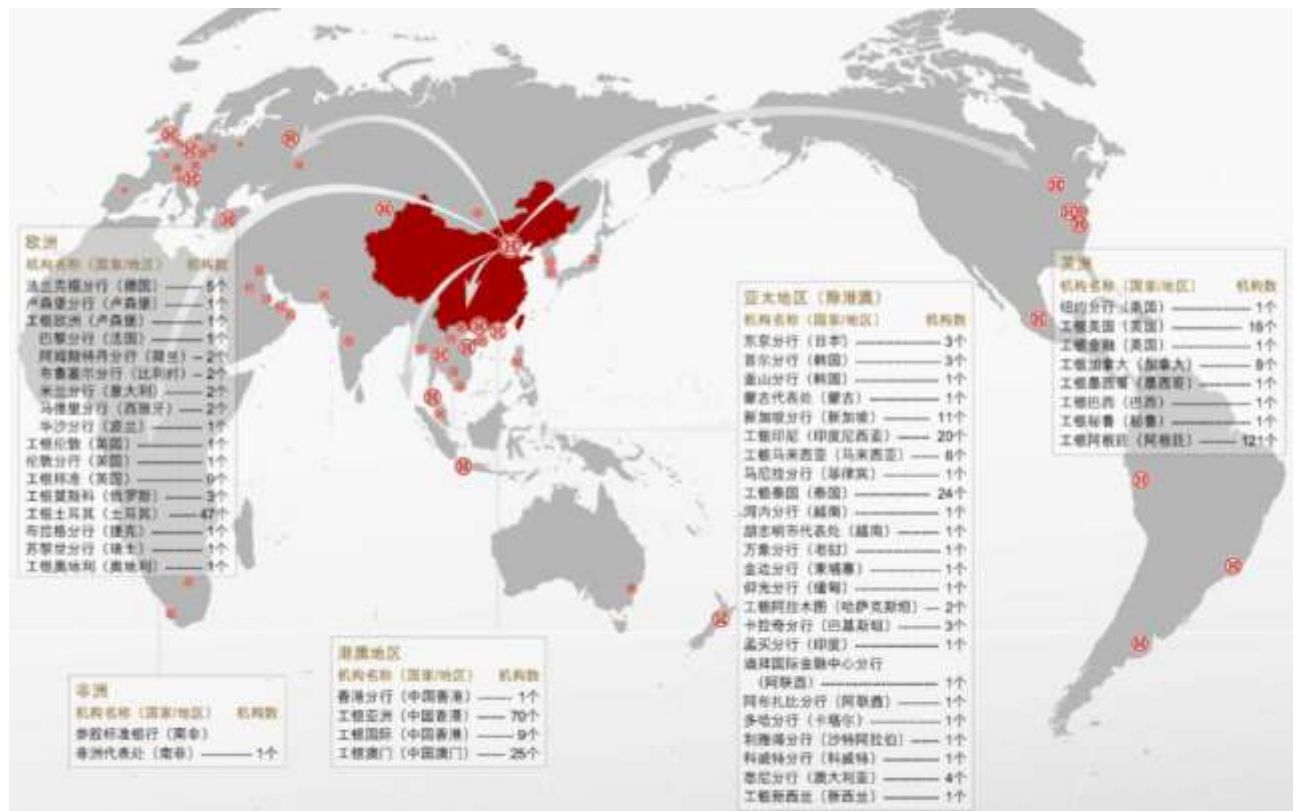 欧洲
机构名称（国家/地区） 机构数
法兰克福分行（德国） 5个
卢森堡分行（卢森堡） 1个
工银欧洲（卢森堡） 1个
巴黎分行（法国） 1个
阿姆斯特丹分行（荷兰） 2个
布鲁塞尔分行（比利时） 2个
米兰分行（意大利） 2个
马德里分行（西班牙） 2个
华沙分行（波兰） 1个
工银伦敦（英国） 1个
伦敦分行（英国） 1个
工银标准（英国）
工银莫斯科（俄罗斯） 3个
工银土耳其（土耳其） 47个
布拉格分行（捷克） 1个
苏黎世分行（瑞士） 1个
工银奥地利（奥地利） 1个
非洲
机构名称（国家/地区） 机构数
参股标准银行（南非）
非洲代表处（南非） 1个
港澳地区
机构名称（国家/地区） 机构数
香港分行（中国香港） 1个
工银亚洲（中国香港） 70个
工银国际（中国香港） 9个
工银澳门（中国澳门） 25个
亚太地区（除港澳）
机构名称（国家/地区） 机构数
东京分行（日本） 3个
首尔分行（韩国） 3个
釜山分行（韩国） 1个
蒙古代表处（蒙古） 1个
新加坡分行（新加坡） 11个
工银印尼（印度尼西亚） 20个
工银马来西亚（马来西亚）
马尼拉分行（菲律宾） 1个
工银泰国（泰国） 24个
河内分行（越南） 1个
胡志明市代表处（越南） 1个
万象分行（老挝） 1个
金边分行（柬埔寨） 1个
仰光分行（缅甸） 1个
工银阿拉木图（哈萨克斯坦） 2个
卡拉奇分行（巴基斯坦） 3个
孟买分行（印度） 1个
迪拜国际金融中心分行
（阿联酋） 1个
阿布扎比分行（阿联酋） 1个
多哈分行（卡塔尔） 1个
利雅得分行（沙特阿拉伯） 1个
科威特分行（科威特） 1个
悉尼分行（澳大利亚） 4个
工银新西兰（新西兰） 1个
美洲
机构名称（国家/地区） 机构数
纽约分行（美国） 1个
工银美国（美国）
工银金融（美国） 1个
工银加拿大（加拿大）
工银墨西哥（墨西哥） 1个
工银巴西（巴西） 1个
工银秘鲁（秘鲁） 1个
工银阿根廷（阿根廷） 121个